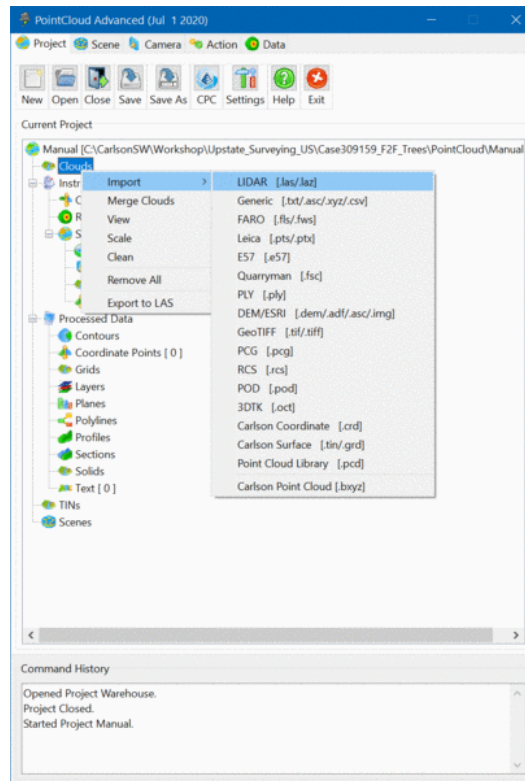 PointCloud Advanced (Jul 1 2020)
Project Scene Camera Action Data
New Open Close Save Save As CPC Settings Help Exit
Current Project
Manual [C:\CarlsonSW\Workshop\Upstate_Surveying_US\Case309159_F2F_Trees\PointCloud\Manual
Clouds
Instr
C
R
S
Import
Merge Clouds
View
Scale
Clean
Remove All
Export to LAS
LIDAR [.las/.laz]
Generic [.txt/.asc/.xyz/.csv]
FARO [.fls/.fws]
Leica [.pts/.ptx]
E57 [.e57]
Quarryman [.fsc]
PLY [.ply]
DEM/ESRI [.dem/.adf/.asc/.img]
GeoTIFF [.tif/.tiff]
PCG [.pcg]
RCS [.rcs]
POD [.pod]
3DTK [.oct]
Carlson Coordinate [.crd]
Carlson Surface [.tin/.grd]
Point Cloud Library [.pcd]
Carlson Point Cloud [.bxyz]
Processed Data
Contours
Coordinate Points [ 0 ]
Grids
Layers
Planes
Polylines
Profiles
Sections
Solids
Text [ 0 ]
TINs
Scenes
Command History
Opened Project Warehouse.
Project Closed.
Started Project Manual.